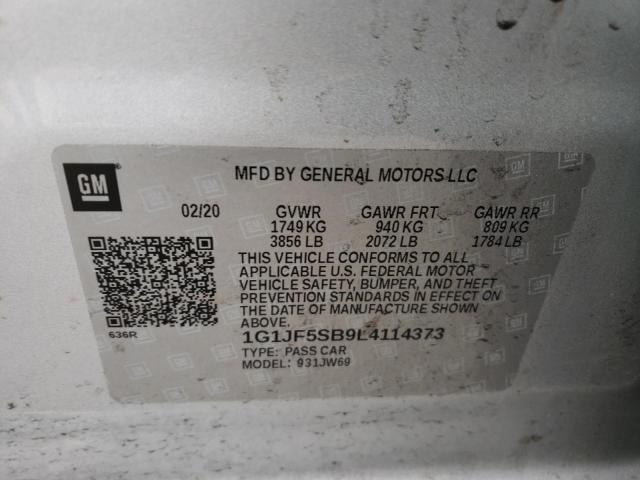 GM
MFD BY GENERAL MOTORS LLC
02/20 GVWR GAWR FRT GAWR RR
1749 KG 940 KG 809 KG
3856 LB 2072 LB 1784 LB
THIS VEHICLE CONFORMS TO ALL
APPLICABLE U.S. FEDERAL MOTOR
VEHICLE SAFETY, BUMPER, AND THEFT
PREVENTION STANDARDS IN EFFECT ON
THE DATE OF MANUFACTURE SHOWN
ABOVE.
636R
1G1JF5SB9L4114373
TYPE: PASS CAR
MODEL: 931JW69